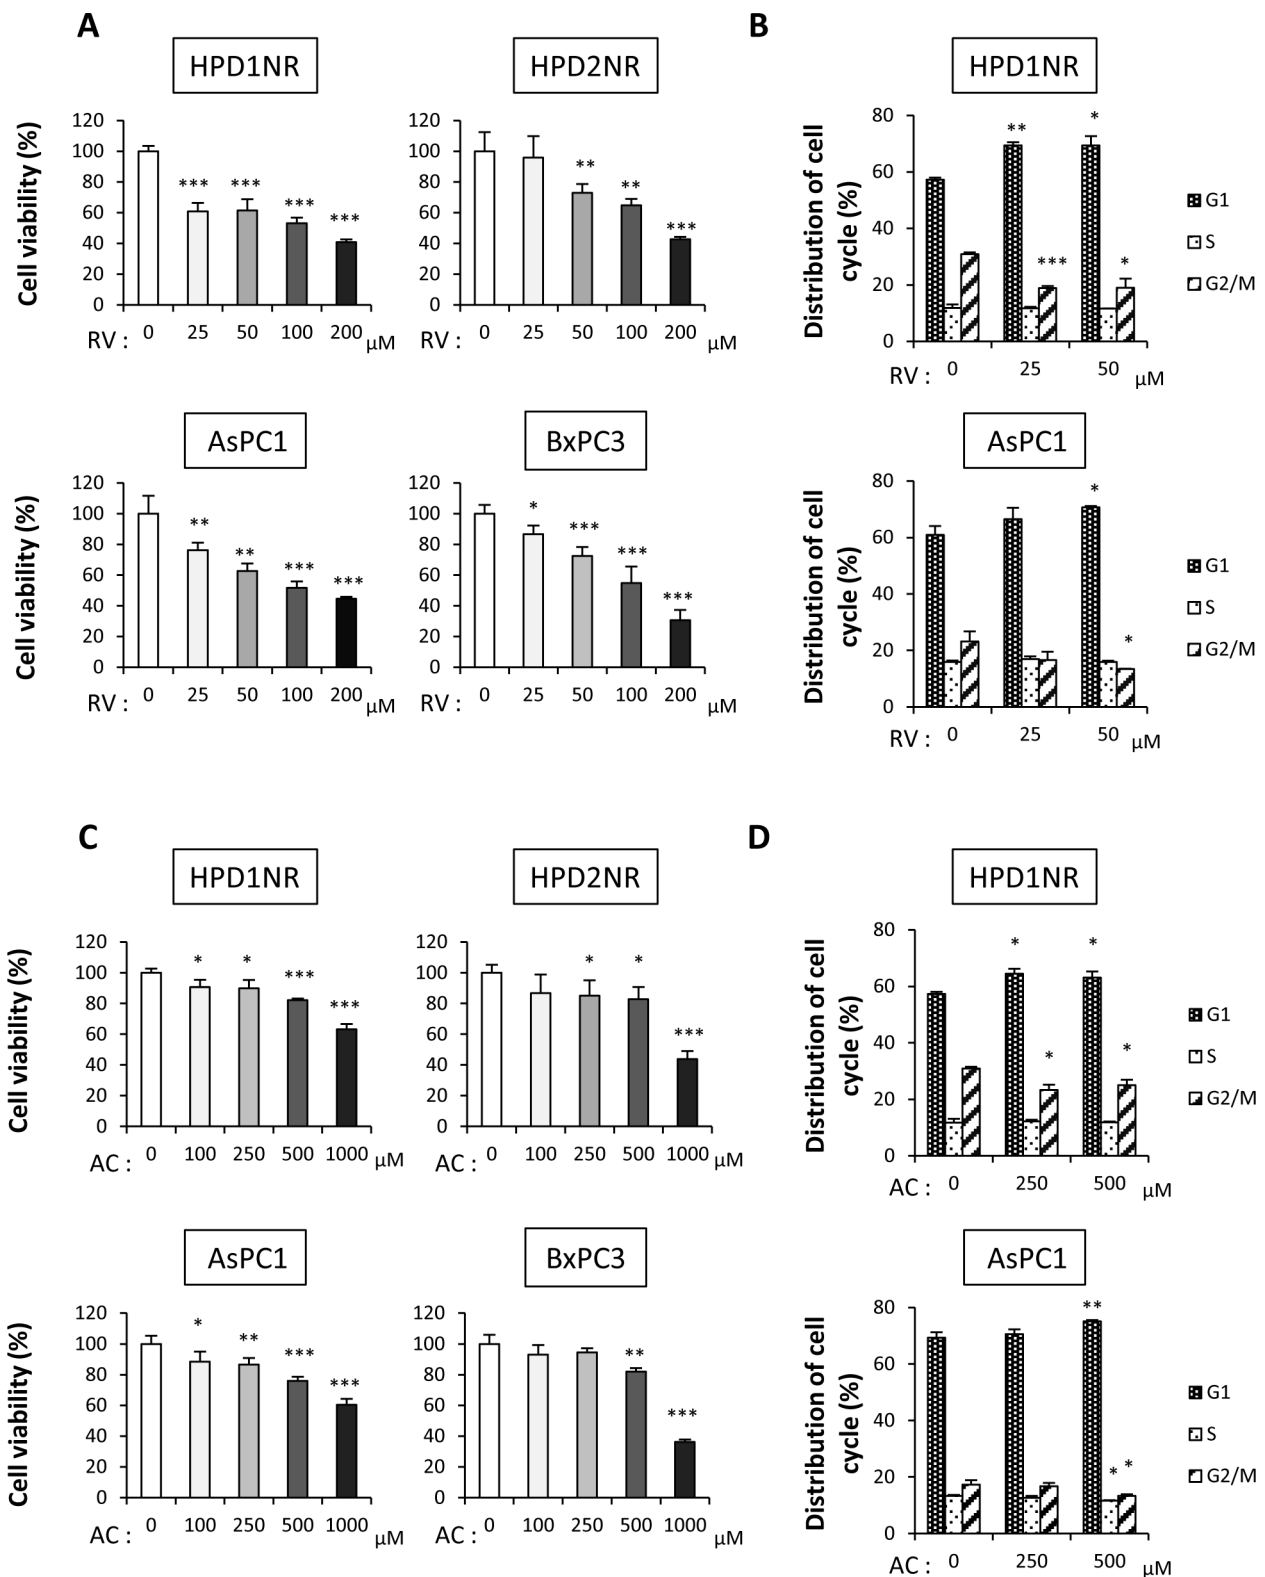 A
B
HPD1NR
HPD2NR
HPD1NR
Cell viability (%)
120
100
80
60
40
20
0
*** *** *** ***
RV : 0 25 50 100 200 µM
120
100
80
60
40
20
0
** ** ***
0 25 50 100 200 µM
Distribution of cell
cycle (%)
80
60
40
20
0
** *
*** *
RV : 0 25 50 µM
G1
S
G2/M
AsPC1
BxPC3
AsPC1
Cell viability (%)
120
100
80
60
40
20
0
** ** *** ***
RV : 0 25 50 100 200 µM
120
100
80
60
40
20
0
* *** *** ***
0 25 50 100 200 µM
Distribution of cell
cycle (%)
80
60
40
20
0
*
*
RV : 0 25 50 µM
G1
S
G2/M
C
D
HPD1NR
HPD2NR
HPD1NR
Cell viability (%)
120
100
80
60
40
20
0
* * *** ***
AC : 0 100 250 500 1000 µM
120
100
80
60
40
20
0
* * ***
AC : 0 100 250 500 1000 µM
Distribution of cell
cycle (%)
80
60
40
20
0
* *
* *
AC : 0 250 500 µM
G1
S
G2/M
AsPC1
BxPC3
AsPC1
Cell viability (%)
120
100
80
60
40
20
0
* ** *** ***
AC : 0 100 250 500 1000 µM
120
100
80
60
40
20
0
** ***
AC : 0 100 250 500 1000 µM
Distribution of cell
cycle (%)
80
60
40
20
0
**
* *
AC : 0 250 500 µM
G1
S
G2/M